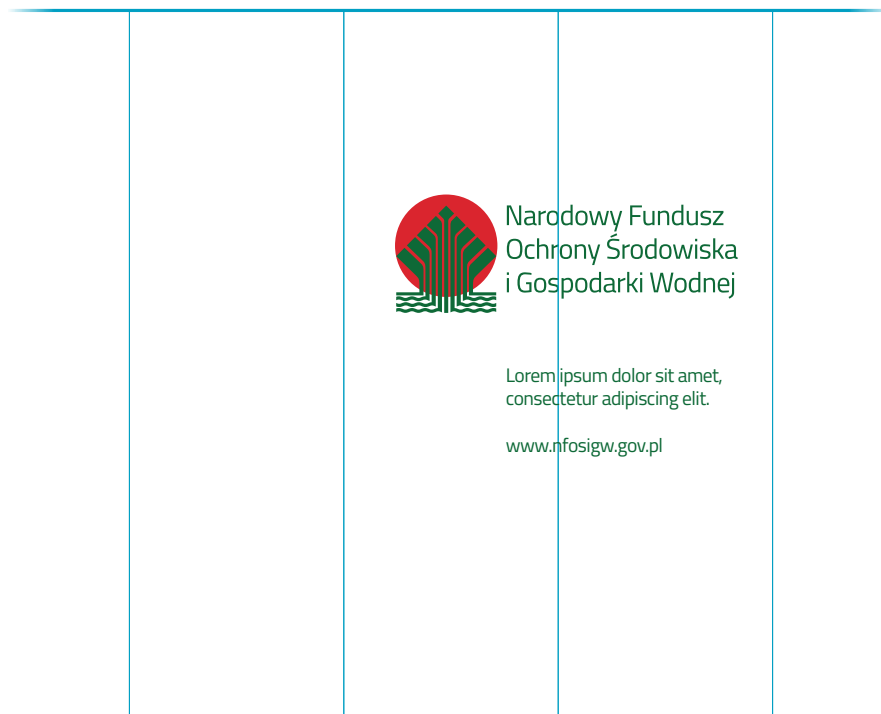 Narodowy Fundusz
Ochrony Środowiska
i Gospodarki Wodnej
Lorem ipsum dolor sit amet,
consectetur adipiscing elit.
www.nfosigw.gov.pl